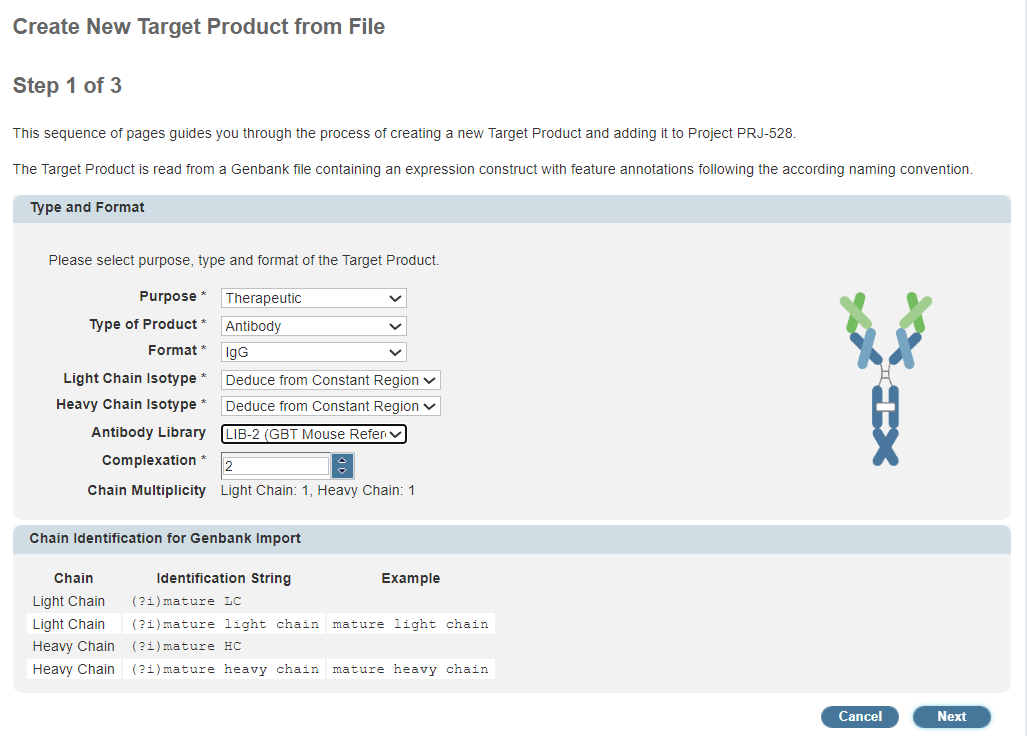 Create New Target Product from File
Step 1 of 3
This sequence of pages guides you through the process of creating a new Target Product and adding it to Project PRJ-528.
The Target Product is read from a Genbank file containing an expression construct with feature annotations following the according naming convention.
Type and Format
Please select purpose, type and format of the Target Product.
Purpose * Therapeutic
Type of Product * Antibody
Format * IgG
Light Chain Isotype * Deduce from Constant Region
Heavy Chain Isotype * Deduce from Constant Region
Antibody Library LIB-2 (GBT Mouse Refer
Complexation * 2
Chain Multiplicity Light Chain: 1, Heavy Chain: 1
Chain Identification for Genbank Import
Chain Identification String Example
Light Chain (?i)mature LC
Light Chain (?i)mature light chain mature light chain
Heavy Chain (?i)mature HC
Heavy Chain (?i)mature heavy chain mature heavy chain
Cancel Next